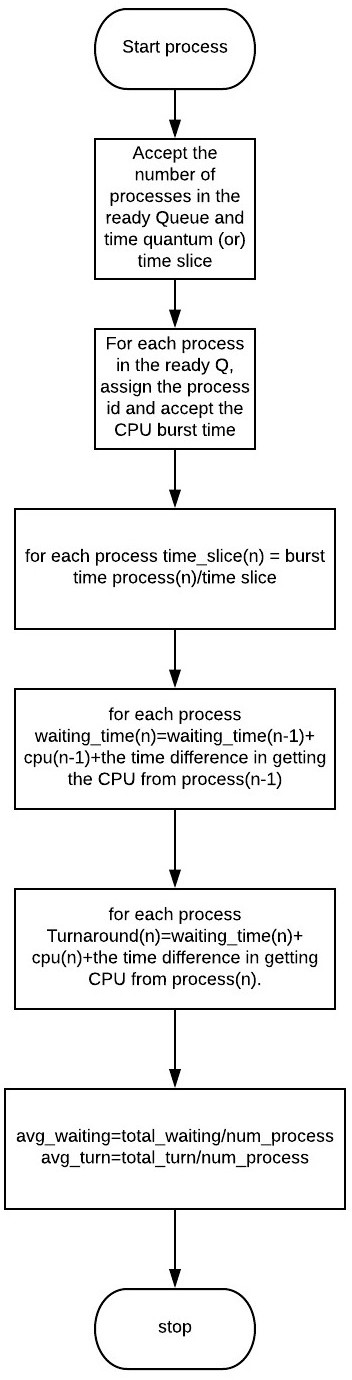 Start process
Accept the
number of
processes in the
ready Queue and
time quantum (or)
time slice
For each process
in the ready Q,
assign the process
id and accept the
CPU burst time
for each process time_slice(n) = burst
time process(n)/time slice
for each process
waiting_time(n)=waiting_time(n-1)+
cpu(n-1)+the time difference in getting
the CPU from process(n-1)
for each process
Turnaround(n)=waiting_time(n)+
cpu(n)+the time difference in getting
CPU from process(n).
avg_waiting=total_waiting/num_process
avg_turn=total_turn/num_process
stop